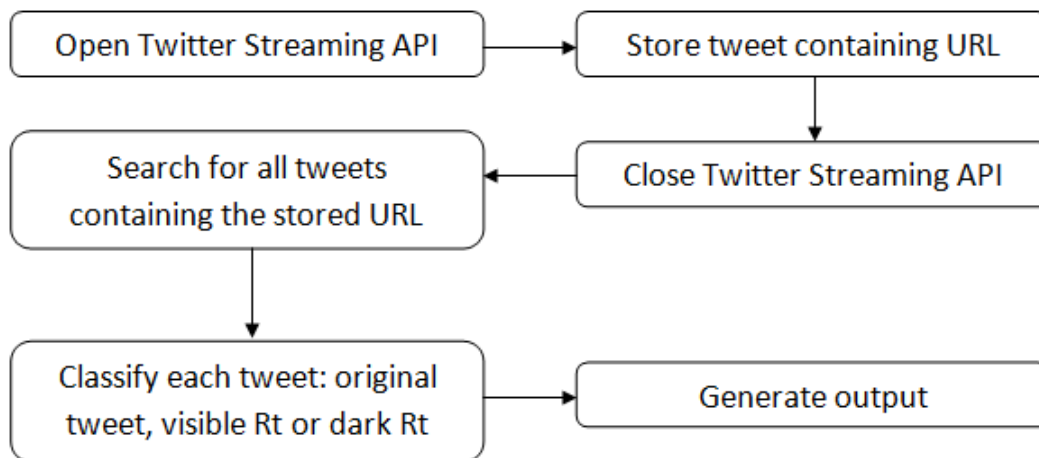 Open Twitter Streaming API
Store tweet containing URL
Close Twitter Streaming API
Search for all tweets
containing the stored URL
Classify each tweet: original
tweet, visible Rt or dark Rt
Generate output